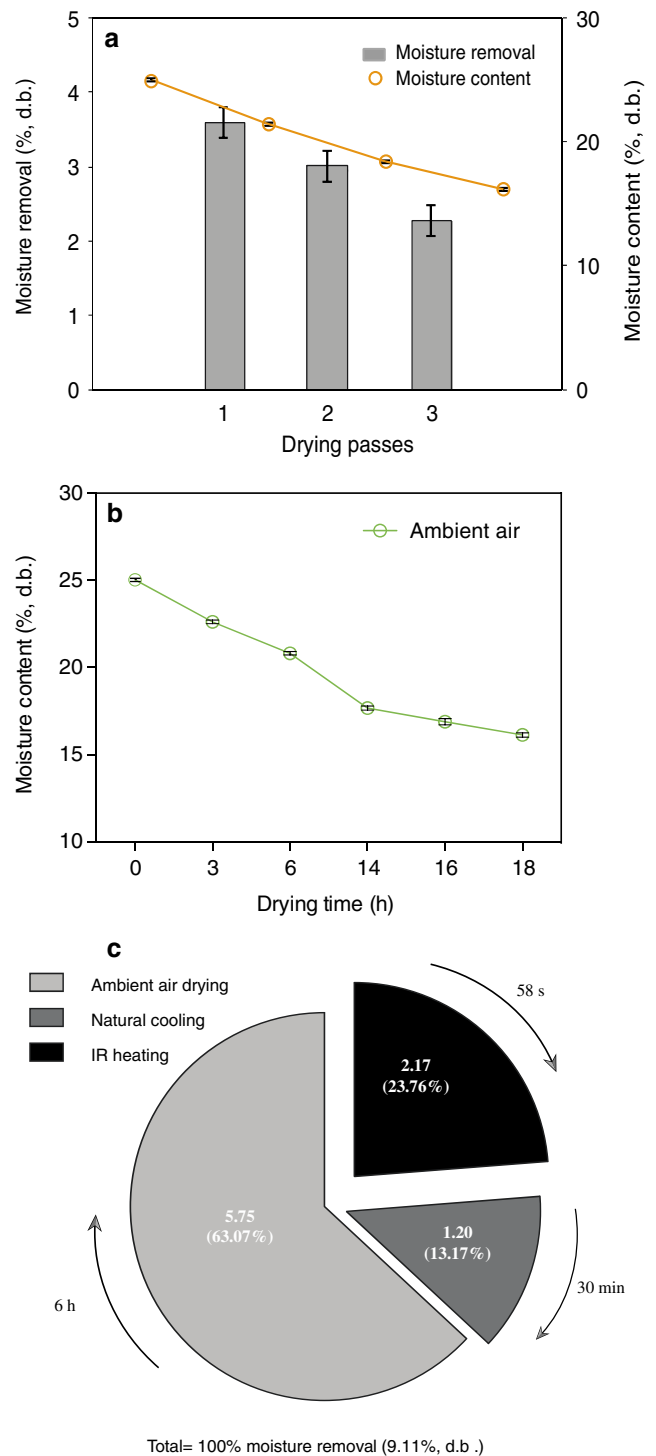 a
Moisture removal
Moisture content
Moisture removal (%, d.b.)
5
4
3
2
1
0
Moisture content (%, d.b.)
30
20
10
0
1 2 3
Drying passes
b
Ambient air
Moisture content (%, d.b.)
30
25
20
15
10
0 3 6 14 16 18
Drying time (h)
c
Ambient air drying
Natural cooling
IR heating
58 s
2.17
(23.76%)
5.75
(63.07%)
1.20
(13.17%)
6 h
30 min
Total= 100% moisture removal (9.11%, d.b .)